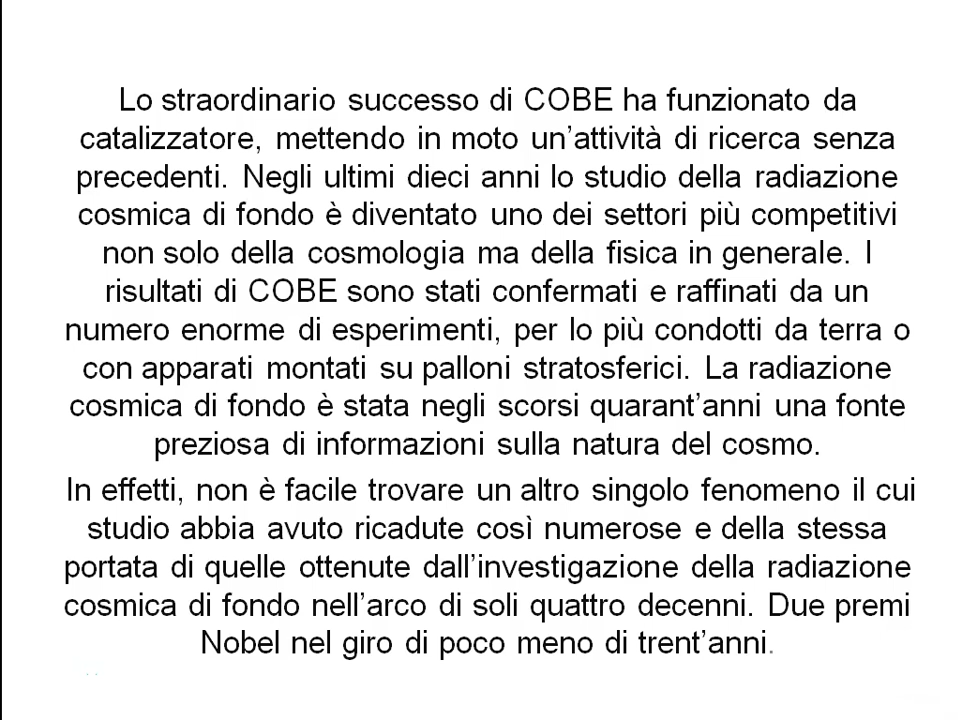 Lo straordinario successo di COBE ha funzionato da
catalizzatore, mettendo in moto un’attività di ricerca senza
precedenti. Negli ultimi dieci anni lo studio della radiazione
cosmica di fondo è diventato uno dei settori più competitivi
non solo della cosmologia ma della fisica in generale. I
risultati di COBE sono stati confermati e raffinati da un
numero enorme di esperimenti, per lo più condotti da terra o
con apparati montati su palloni stratosferici. La radiazione
cosmica di fondo è stata negli scorsi quarant’anni una fonte
preziosa di informazioni sulla natura del cosmo.
In effetti, non è facile trovare un altro singolo fenomeno il cui
studio abbia avuto ricadute così numerose e della stessa
portata di quelle ottenute dall’investigazione della radiazione
cosmica di fondo nell’arco di soli quattro decenni. Due premi
Nobel nel giro di poco meno di trent’anni.